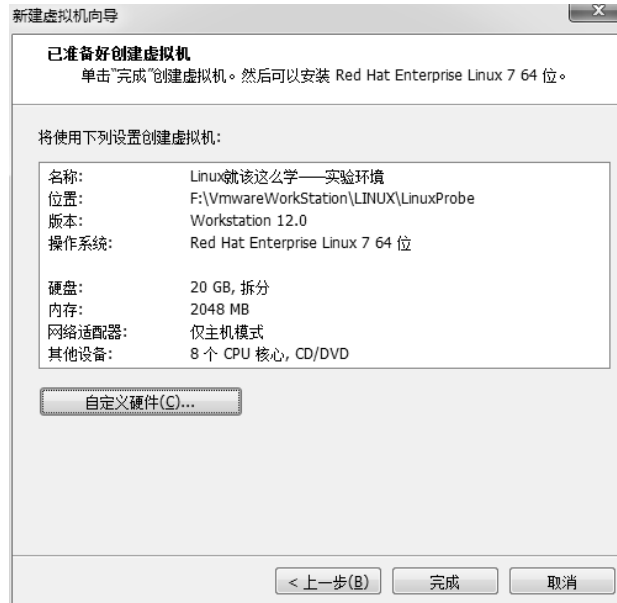 新建虚拟机向导
已准备好创建虚拟机
单击"完成"创建虚拟机。然后可以安装 Red Hat Enterprise Linux 7 64 位。
将使用下列设置创建虚拟机:
名称: Linux就该这么学——实验环境
位置: F:\VmwareWorkStation\LINUX\LinuxProbe
版本: Workstation 12.0
操作系统: Red Hat Enterprise Linux 7 64 位
硬盘: 20 GB, 拆分
内存: 2048 MB
网络适配器: 仅主机模式
其他设备: 8 个 CPU 核心, CD/DVD
自定义硬件(C)...
< 上一步(B) 完成 取消